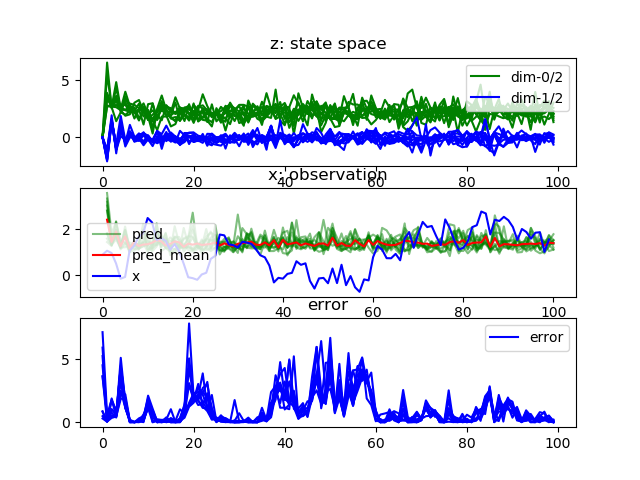 z: state space
5
0
dim-0/2
dim-1/2
0 20 40 60 80 100
x: observation
2
0
pred
pred_mean
x
0 20 40 60 80 100
error
5
0
error
0 20 40 60 80 100